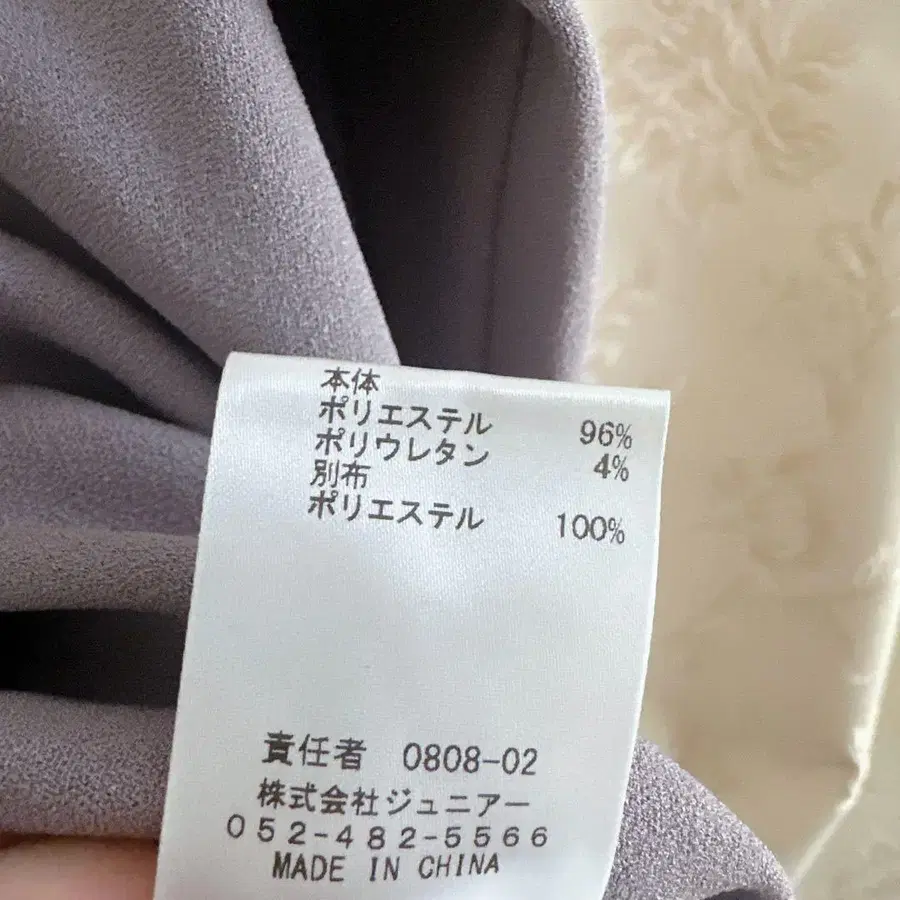 本体
ポリエステル 96%
ポリウレタン 4%
別布
ポリエステル 100%
責任者 0808-02
株式会社ジュニアー
052-482-5566
MADE IN CHINA